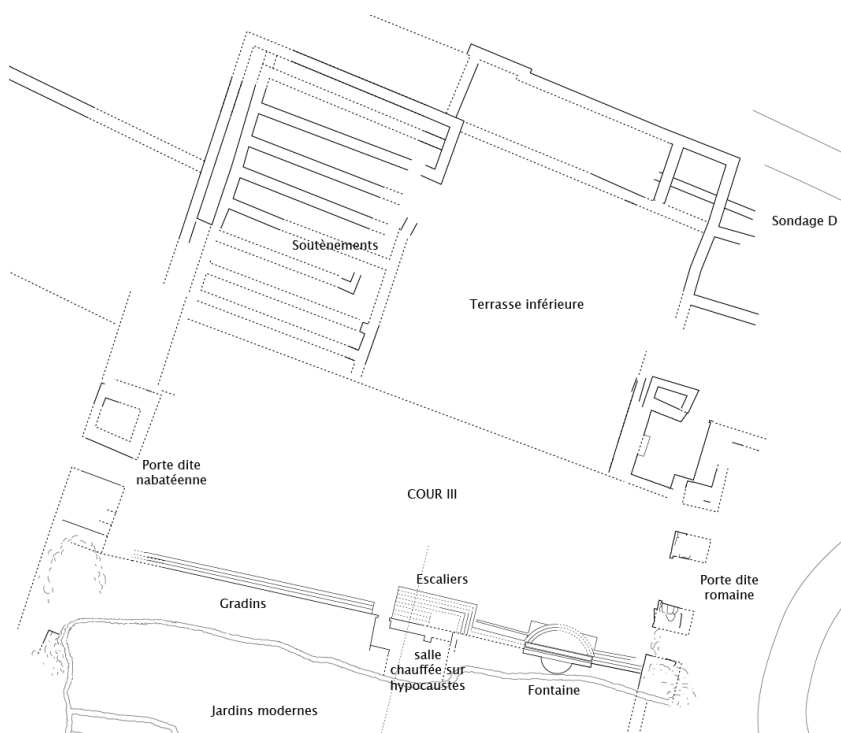 Sondage D
Soutènements
Terrasse inférieure
Porte dite
nabatéenne
COUR III
Escaliers
Porte dite
romaine
Gradins
salle
chauffée sur
hypocaustes
Fontaine
Jardins modernes